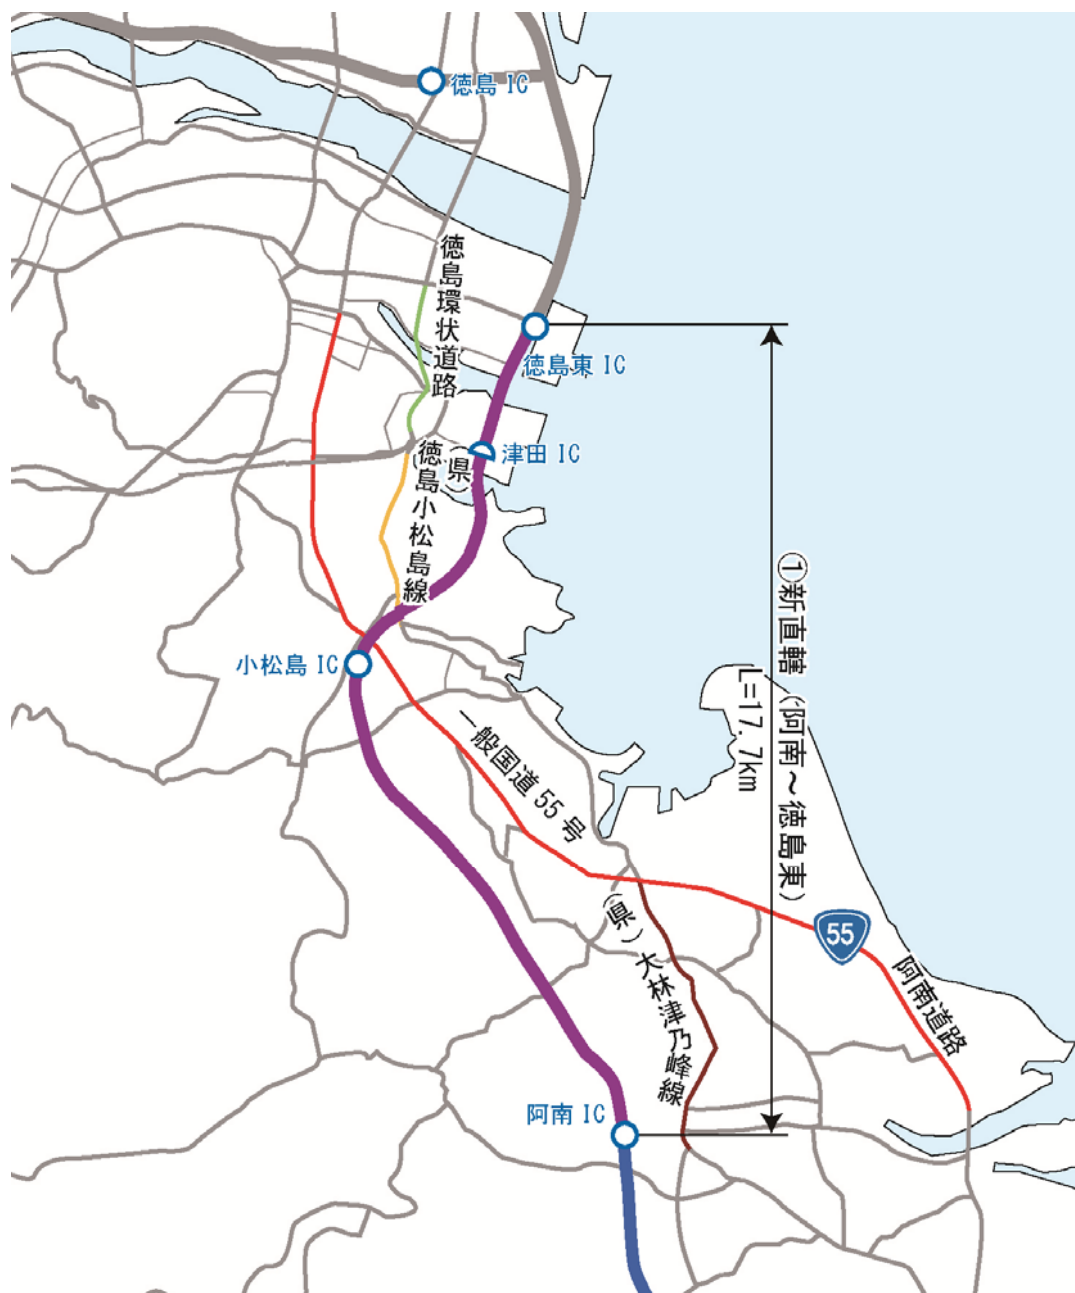 徳島 IC
徳島環状道路
徳島東 IC
津田 IC
(県)
徳島小松島線
①新直轄 (阿南~徳島東)
L=17.7km
小松島 IC
一般国道 55 号
(県) 大林津乃峰線
55
阿南道路
阿南 IC